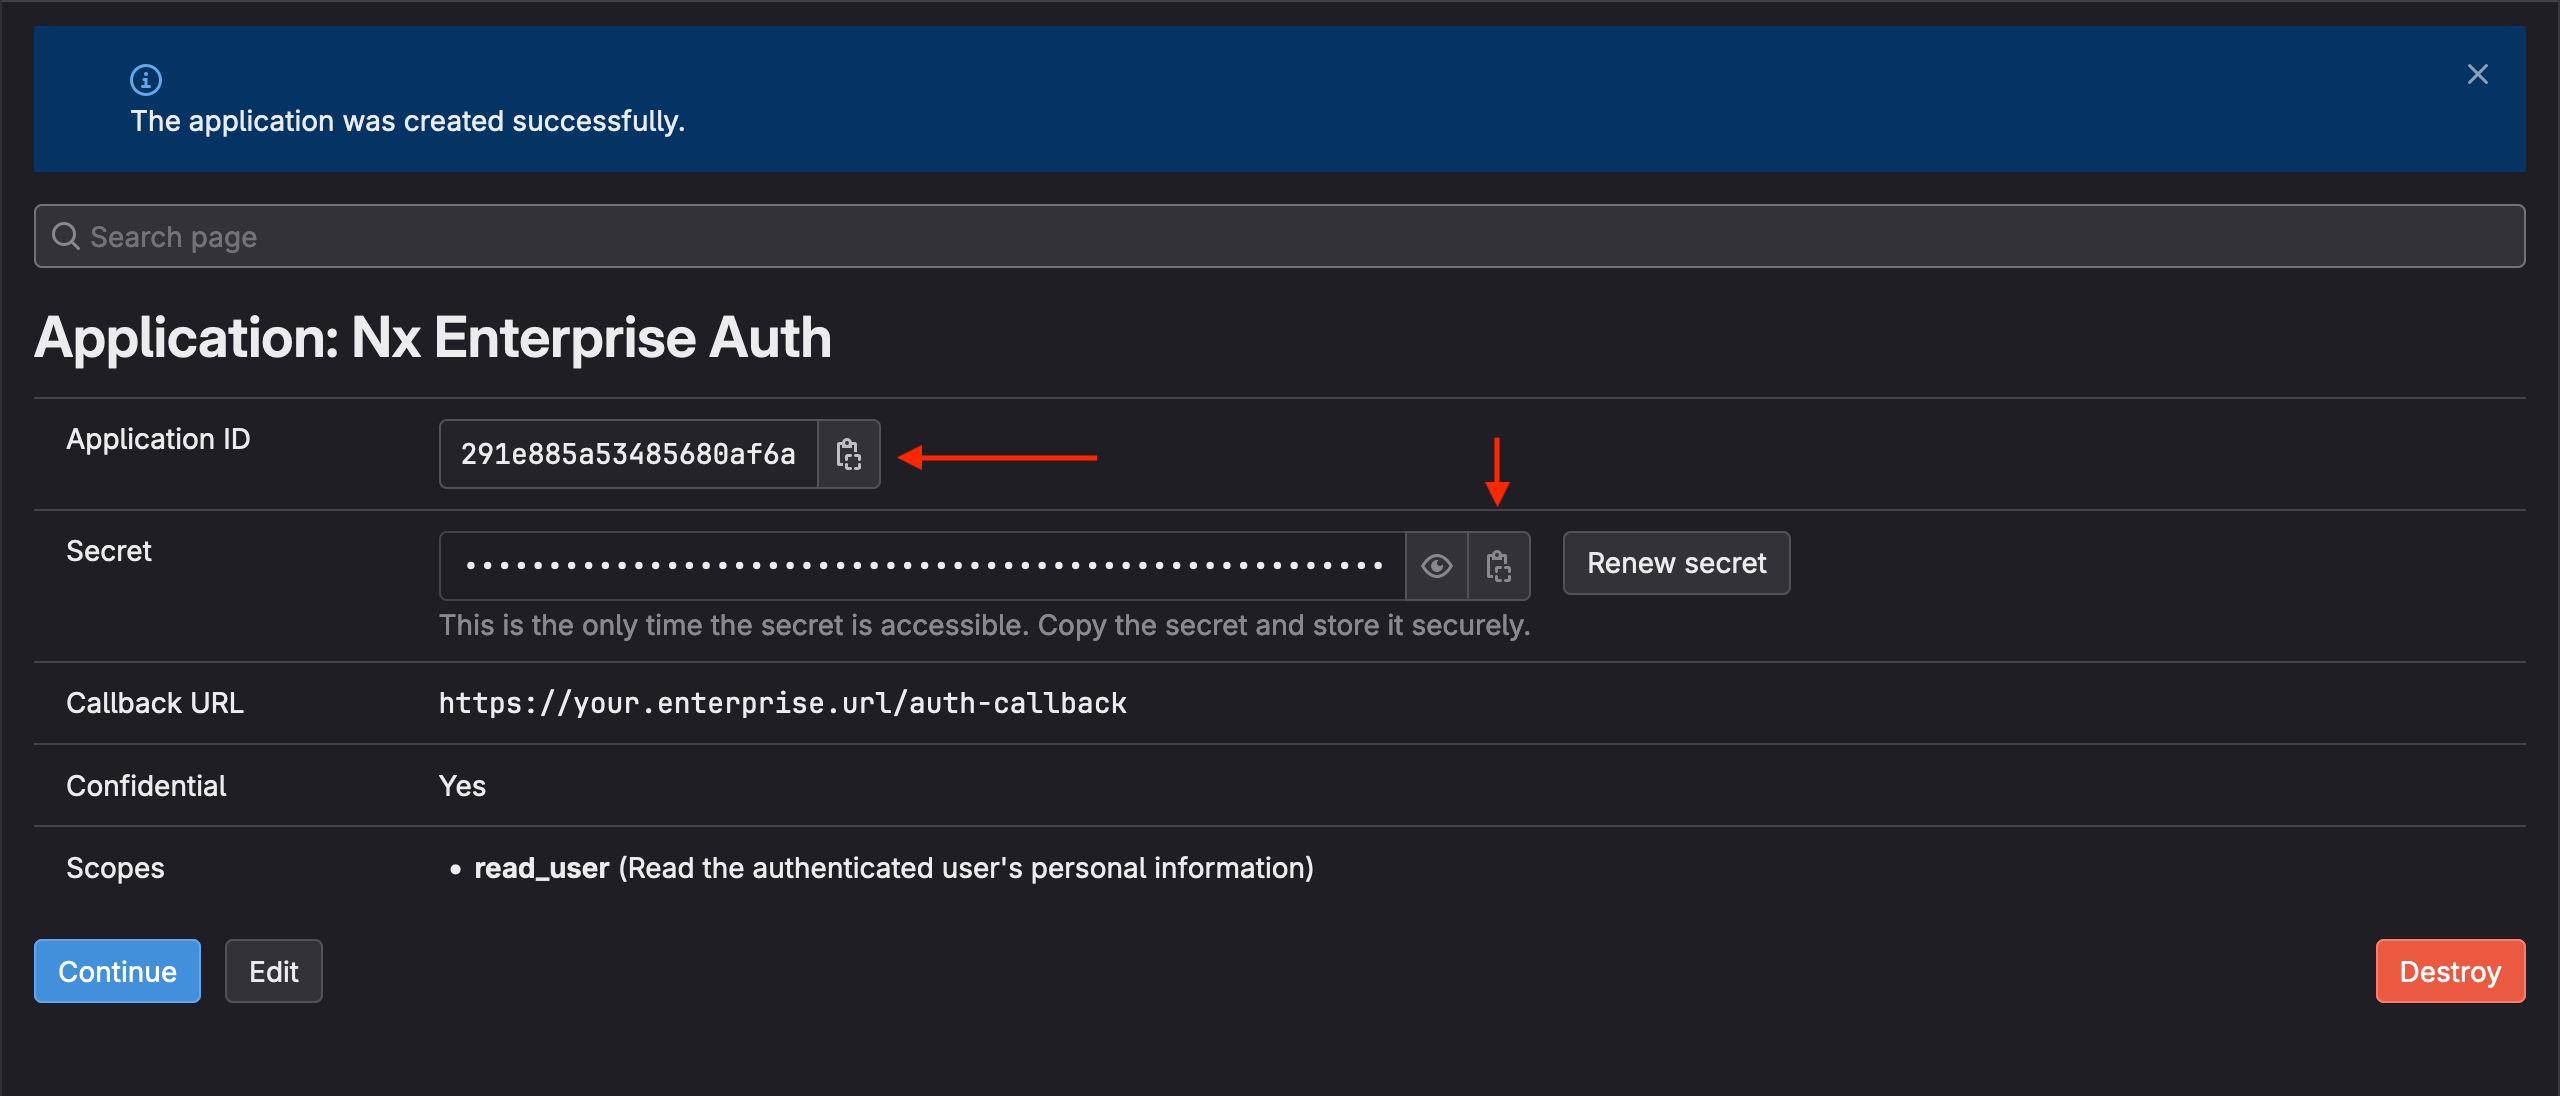 The application was created successfully.
Search page
Application: Nx Enterprise Auth
Application ID
291e885a53485680af6a
Secret
••••••••••••••••••••••••••••••••••••••••••••••••••••••••
Renew secret
This is the only time the secret is accessible. Copy the secret and store it securely.
Callback URL
https://your.enterprise.url/auth-callback
Confidential
Yes
Scopes
• read_user (Read the authenticated user's personal information)
Continue
Edit
Destroy